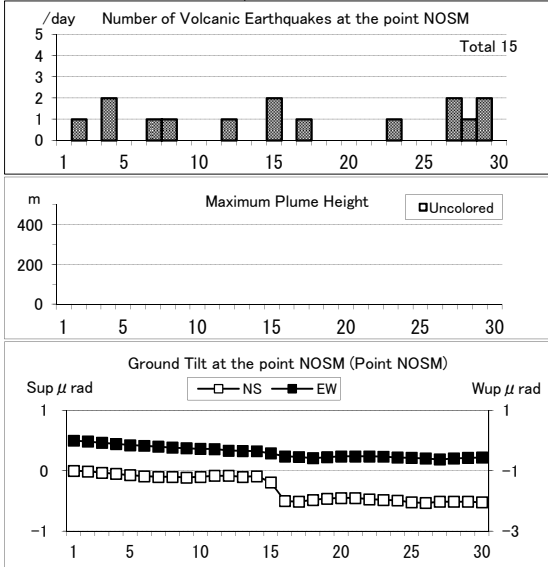 /day Number of Volcanic Earthquakes at the point NOSM
Total 15
5
4
3
2
1
0
1 5 10 15 20 25 30
m Maximum Plume Height
□Uncolored
400
200
0
1 5 10 15 20 25 30
Ground Tilt at the point NOSM (Point NOSM)
Sup μ rad NS EW Wup μ rad
1 1
0 -1
-1 -3
1 5 10 15 20 25 30